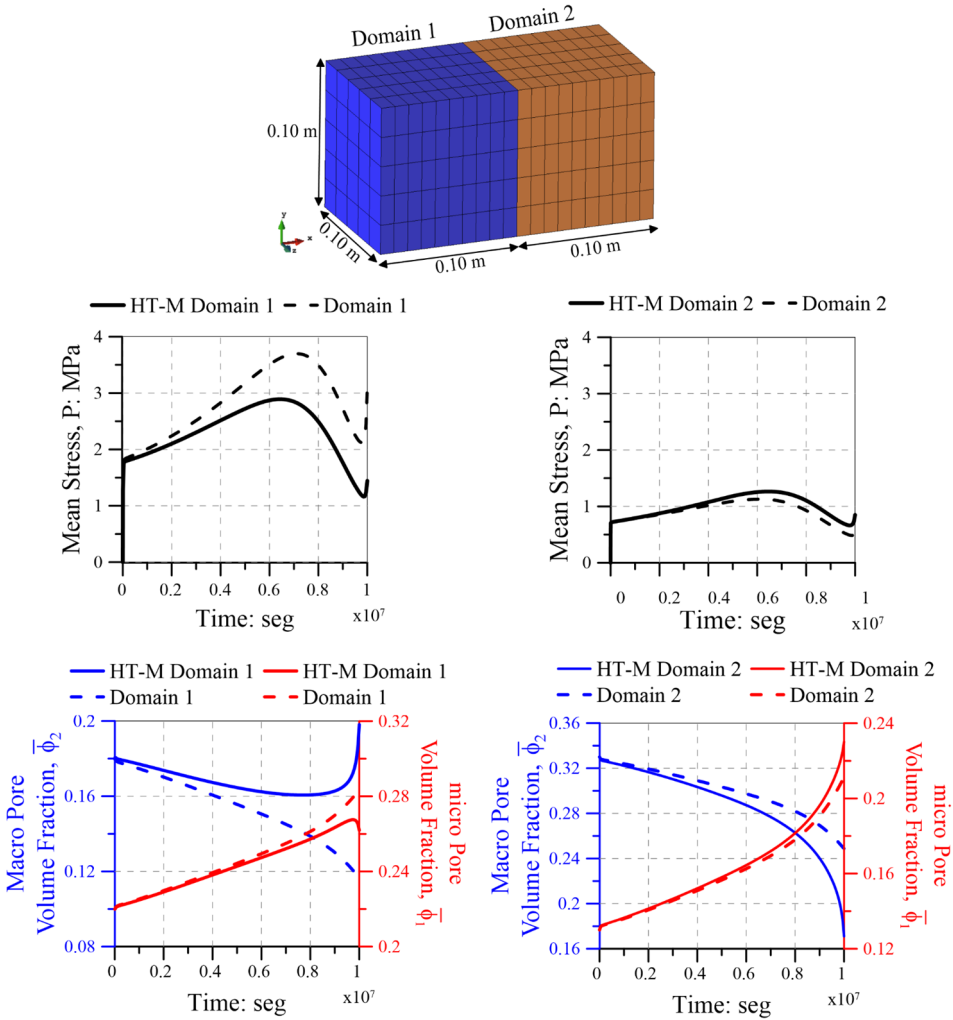 Domain 1
Domain 2
0.10 m
y
x
z
0.10 m
0.10 m
0.10 m
HT-M Domain 1
Domain 1
Mean Stress, P: MPa
4
3
2
1
0
0
0.2
0.4
0.6
0.8
1
x10⁷
Time: seg
HT-M Domain 2
Domain 2
Mean Stress, P: MPa
4
3
2
1
0
0
0.2
0.4
0.6
0.8
1
x10⁷
Time: seg
HT-M Domain 1
HT-M Domain 1
Domain 1
Domain 1
Macro Pore
Volume Fraction, ϕ̅₂
0.2
0.16
0.12
0.08
0.32
0.28
0.24
0.2
micro Pore
Volume Fraction, ϕ̅₁
0
0.2
0.4
0.6
0.8
1
x10⁷
Time: seg
HT-M Domain 2
HT-M Domain 2
Domain 2
Domain 2
Macro Pore
Volume Fraction, ϕ̅₂
0.36
0.32
0.28
0.24
0.2
0.16
0.24
0.2
0.16
0.12
micro Pore
Volume Fraction, ϕ̅₁
0
0.2
0.4
0.6
0.8
1
x10⁷
Time: seg